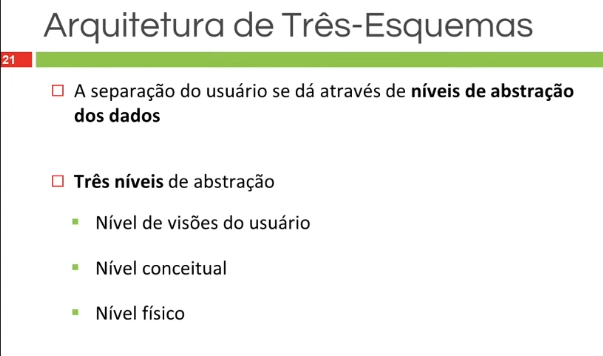 Arquitetura de Três-Esquemas
21
A separação do usuário se dá através de níveis de abstração
dos dados
Três níveis de abstração
Nível de visões do usuário
Nível conceitual
Nível físico